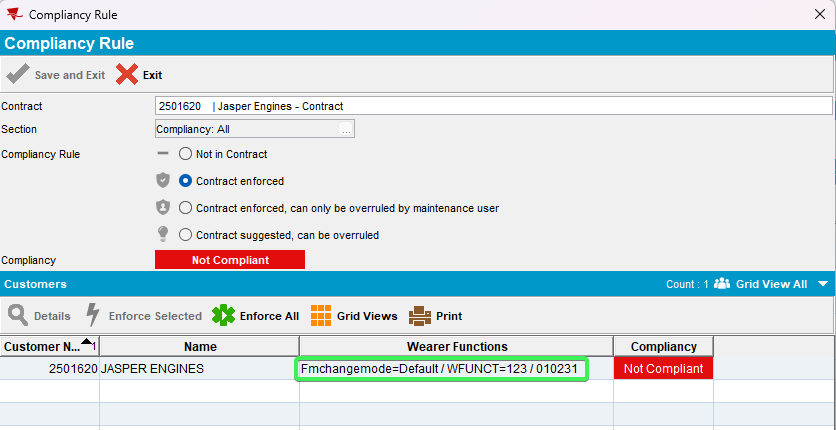 Compliancy Rule
Compliancy Rule
Save and Exit Exit
Contract 2501620 | Jasper Engines - Contract
Section Compliancy: All ...
Compliancy Rule Not in Contract
Contract enforced
Contract enforced, can only be overruled by maintenance user
Contract suggested, can be overruled
Compliancy Not Compliant
Customers Count : 1 Grid View All
Details Enforce Selected Enforce All Grid Views Print
Customer N... 1 Name Wearer Functions Compliancy
2501620 JASPER ENGINES Fmchangemode=Default / WFUNCT=123 / 010231 Not Compliant